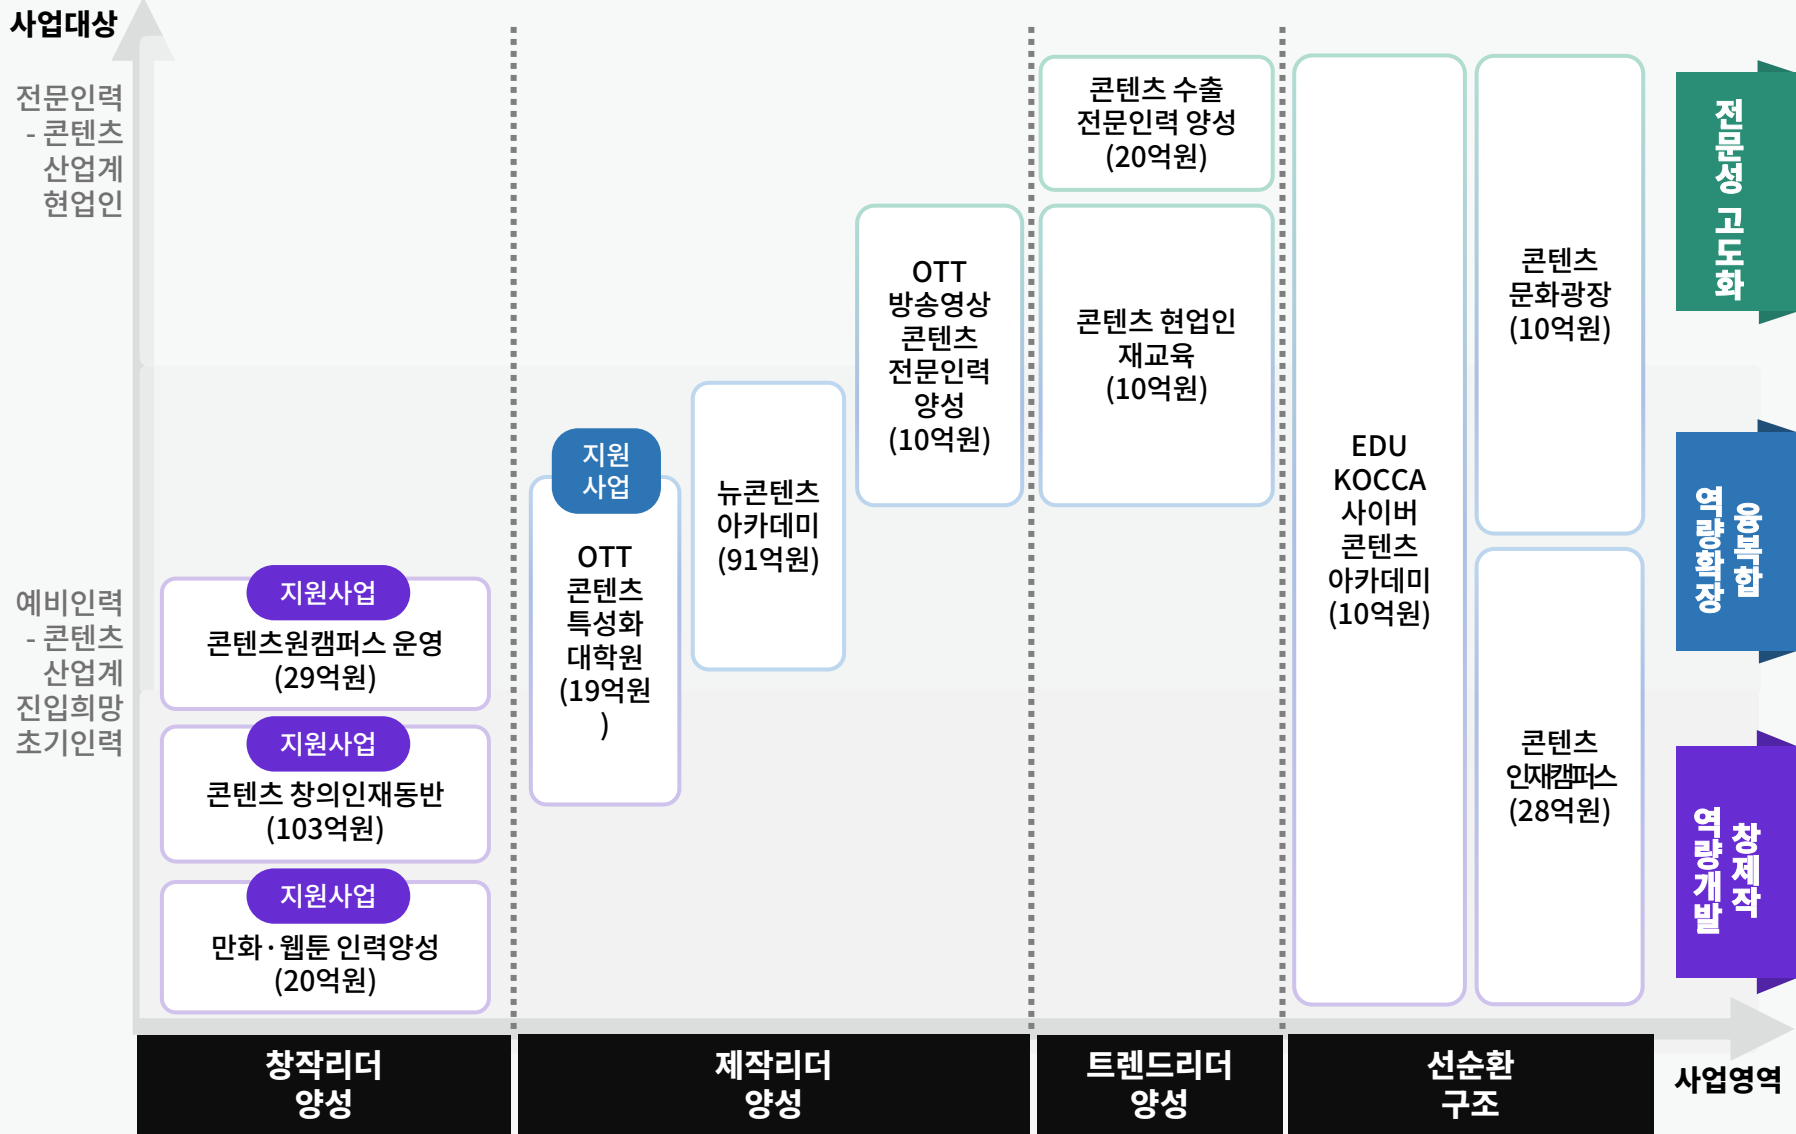 사업대상
전문인력
- 콘텐츠
산업계
현업인
예비인력
- 콘텐츠
산업계
진입희망
초기인력
지원사업
콘텐츠원캠퍼스 운영
(29억원)
지원사업
콘텐츠 창의인재동반
(103억원)
지원사업
만화·웹툰 인력양성
(20억원)
지원
사업
OTT
콘텐츠
특성화
대학원
(19억원
)
뉴콘텐츠
아카데미
(91억원)
OTT
방송영상
콘텐츠
전문인력
양성
(10억원)
콘텐츠 수출
전문인력 양성
(20억원)
콘텐츠 현업인
재교육
(10억원)
EDU
KOCCA
사이버
콘텐츠
아카데미
(10억원)
콘텐츠
문화광장
(10억원)
콘텐츠
인재캠퍼스
(28억원)
전문성 고도화
융복합
역량확장
창제작
역량개발
창작리더
양성
제작리더
양성
트렌드리더
양성
선순환
구조
사업영역